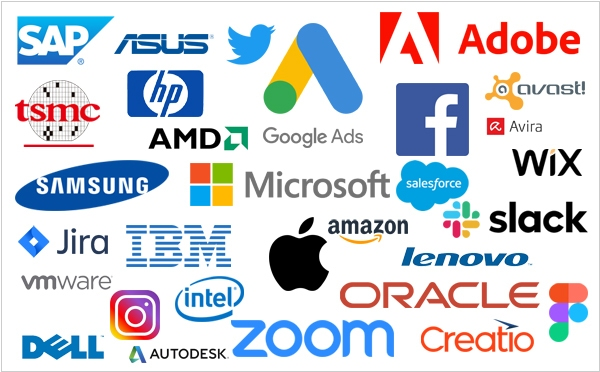 SAP
ASUS
Adobe
tsmc
hp
AMD
Google Ads
f
avast!
Avira
WiX
SAMSUNG
Microsoft
salesforce
slack
Jira
IBM
amazon
lenovo
vmware
intel
ORACLE
DELL
AUTODESK
zoom
Creatio